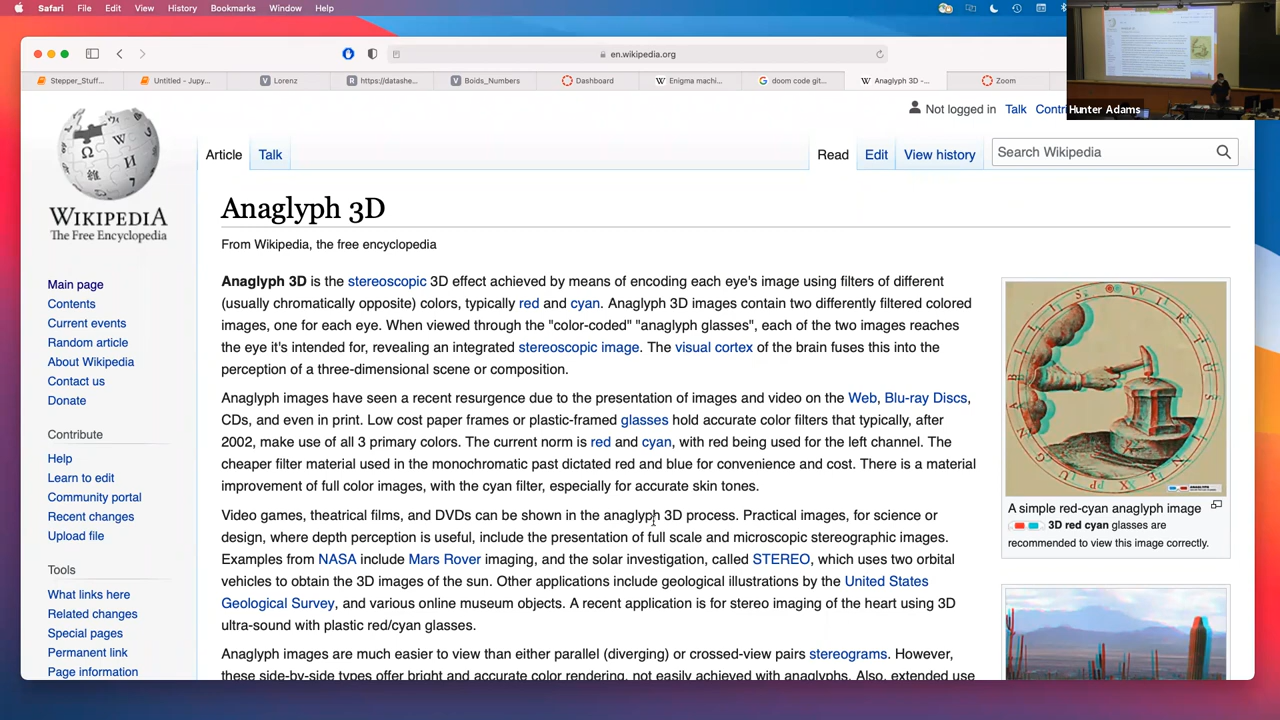 Safari File Edit View History Bookmarks Window Help
en.wikipedia.org
Stepper_Stuff... Untitled - Jupy... Lorenz https://datashe... Boids_Numbers Dashboard Enigma machi... doom code git... Anaglyph 3D -... Zoom
Hunter Adams
Not logged in Talk Contri
Article Talk Read Edit View history Search Wikipedia
WIKIPEDIA
The Free Encyclopedia
Main page
Contents
Current events
Random article
About Wikipedia
Contact us
Donate
Contribute
Help
Learn to edit
Community portal
Recent changes
Upload file
Tools
What links here
Related changes
Special pages
Permanent link
Page information
Anaglyph 3D
From Wikipedia, the free encyclopedia
Anaglyph 3D is the stereoscopic 3D effect achieved by means of encoding each eye's image using filters of different
(usually chromatically opposite) colors, typically red and cyan. Anaglyph 3D images contain two differently filtered colored
images, one for each eye. When viewed through the "color-coded" "anaglyph glasses", each of the two images reaches
the eye it's intended for, revealing an integrated stereoscopic image. The visual cortex of the brain fuses this into the
perception of a three-dimensional scene or composition.
Anaglyph images have seen a recent resurgence due to the presentation of images and video on the Web, Blu-ray Discs,
CDs, and even in print. Low cost paper frames or plastic-framed glasses hold accurate color filters that typically, after
2002, make use of all 3 primary colors. The current norm is red and cyan, with red being used for the left channel. The
cheaper filter material used in the monochromatic past dictated red and blue for convenience and cost. There is a material
improvement of full color images, with the cyan filter, especially for accurate skin tones.
Video games, theatrical films, and DVDs can be shown in the anaglyph 3D process. Practical images, for science or
design, where depth perception is useful, include the presentation of full scale and microscopic stereographic images.
Examples from NASA include Mars Rover imaging, and the solar investigation, called STEREO, which uses two orbital
vehicles to obtain the 3D images of the sun. Other applications include geological illustrations by the United States
Geological Survey, and various online museum objects. A recent application is for stereo imaging of the heart using 3D
ultra-sound with plastic red/cyan glasses.
Anaglyph images are much easier to view than either parallel (diverging) or crossed-view pairs stereograms. However,
these side-by-side types offer bright and accurate color rendering, not easily achieved with anaglyphs. Also, extended use
A simple red-cyan anaglyph image
3D red cyan glasses are
recommended to view this image correctly.